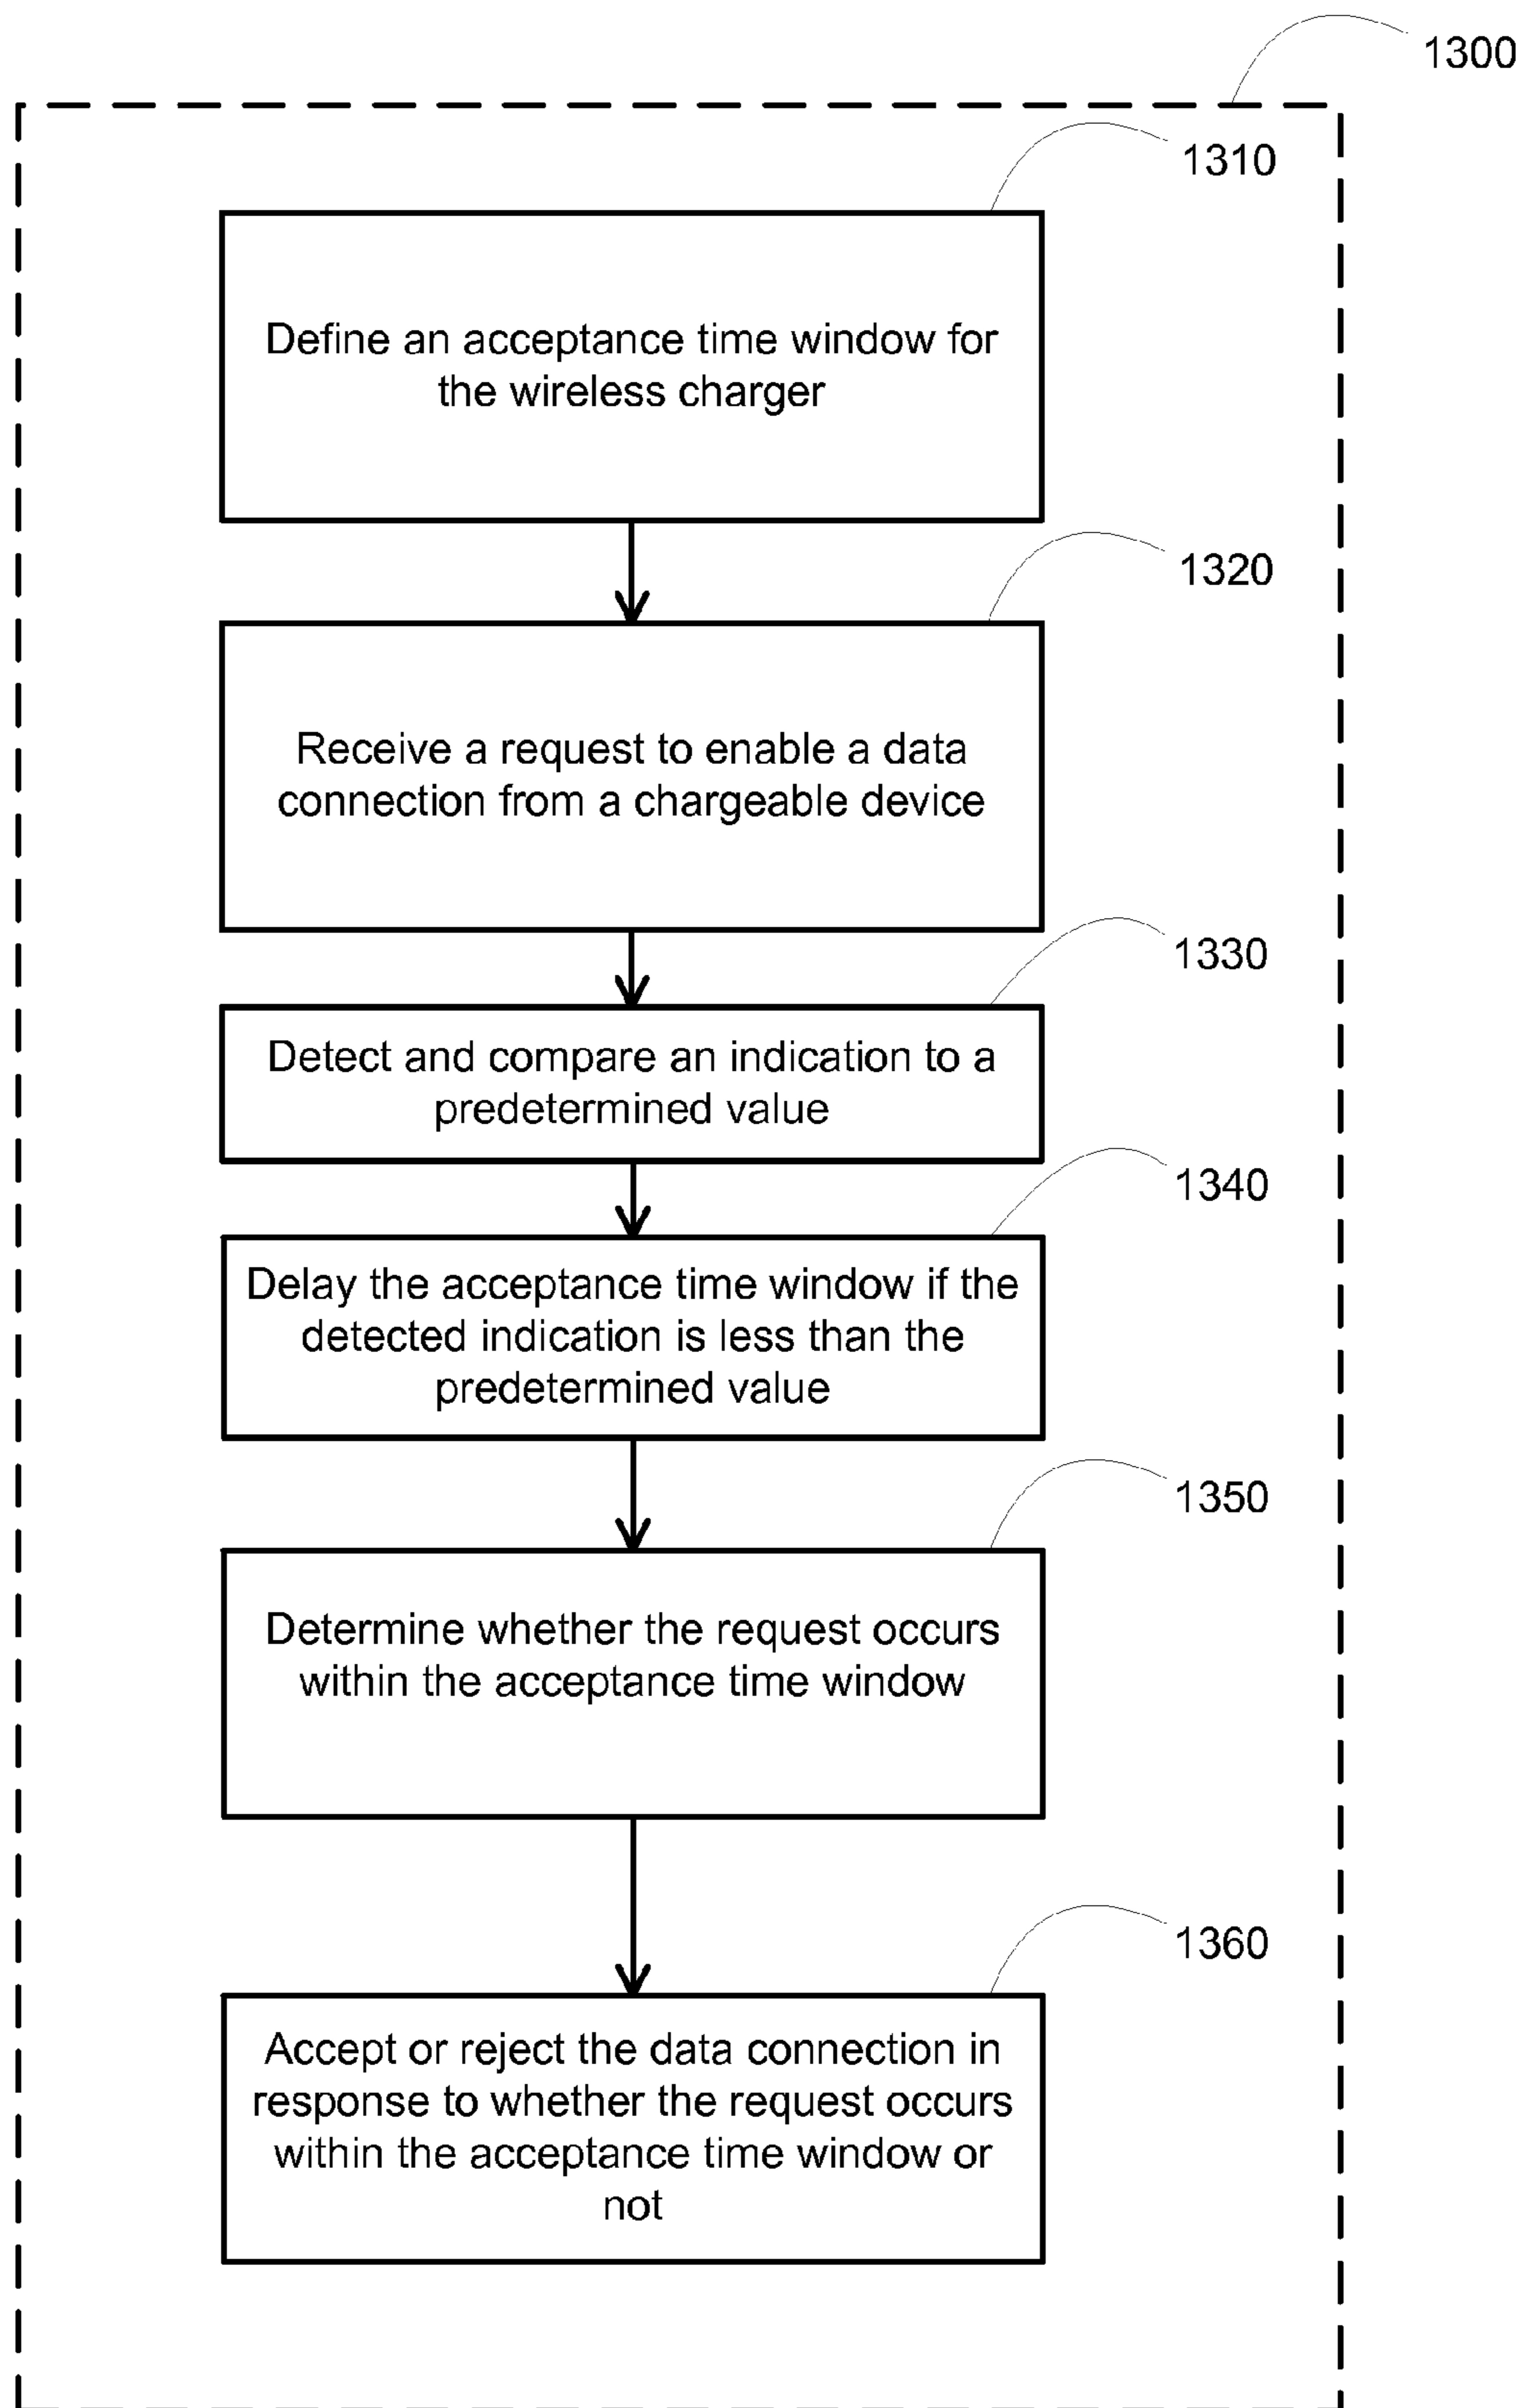 1300
1310
Define an acceptance time window for
the wireless charger
1320
Receive a request to enable a data
connection from a chargeable device
1330
Detect and compare an indication to a
predetermined value
1340
Delay the acceptance time window if the
detected indication is less than the
predetermined value
1350
Determine whether the request occurs
within the acceptance time window
1360
Accept or reject the data connection in
response to whether the request occurs
within the acceptance time window or
not